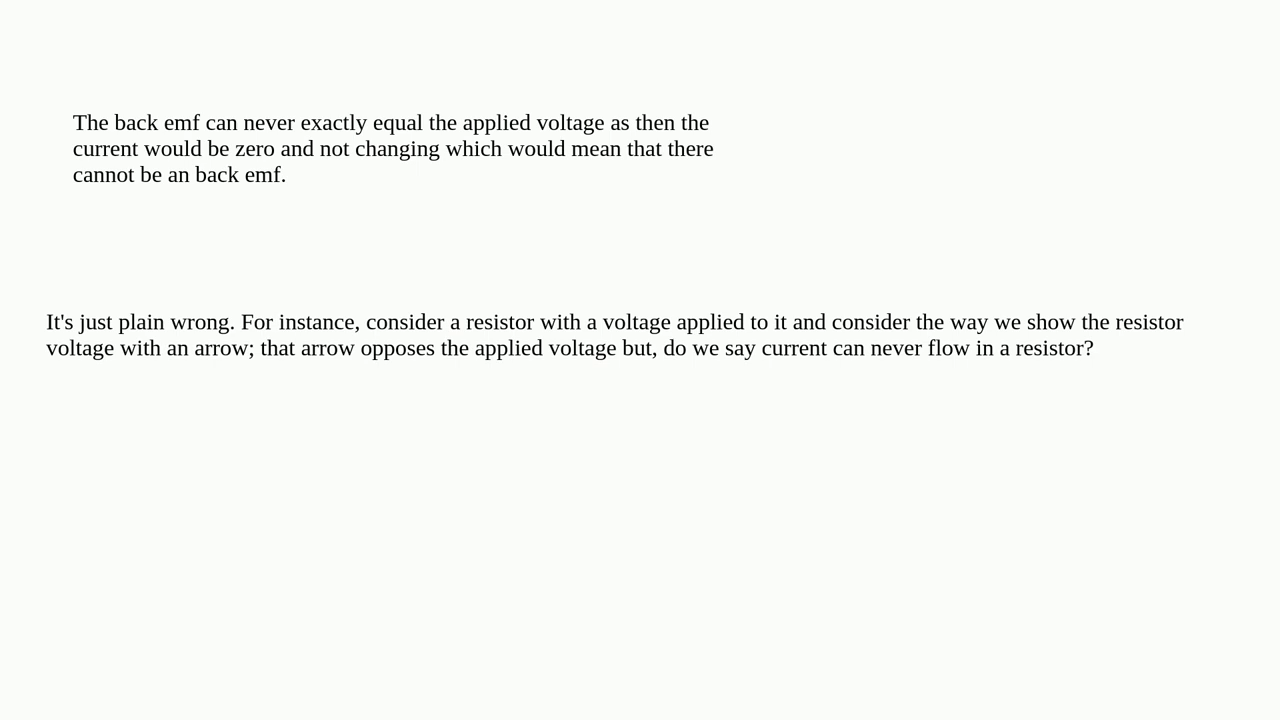 The back emf can never exactly equal the applied voltage as then the
current would be zero and not changing which would mean that there
cannot be an back emf.
It's just plain wrong. For instance, consider a resistor with a voltage applied to it and consider the way we show the resistor
voltage with an arrow; that arrow opposes the applied voltage but, do we say current can never flow in a resistor?